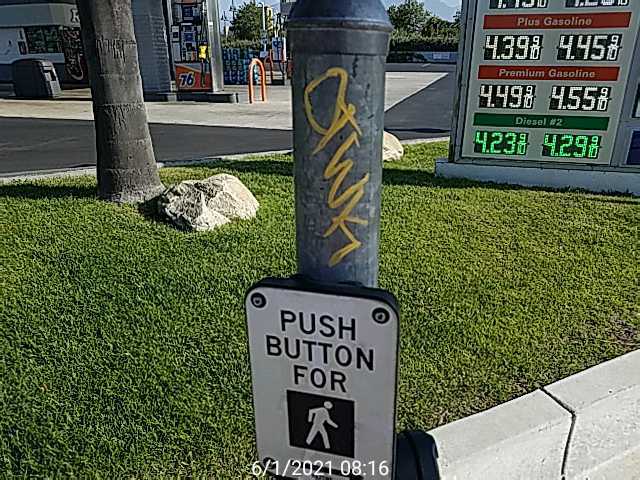 Plus Gasoline
4.39 9/10 4.45 9/10
Premium Gasoline
4.49 9/10 4.55 9/10
Diesel #2
4.23 9/10 4.29 9/10
76
PUSH
BUTTON
FOR
6/1/2021 08:16